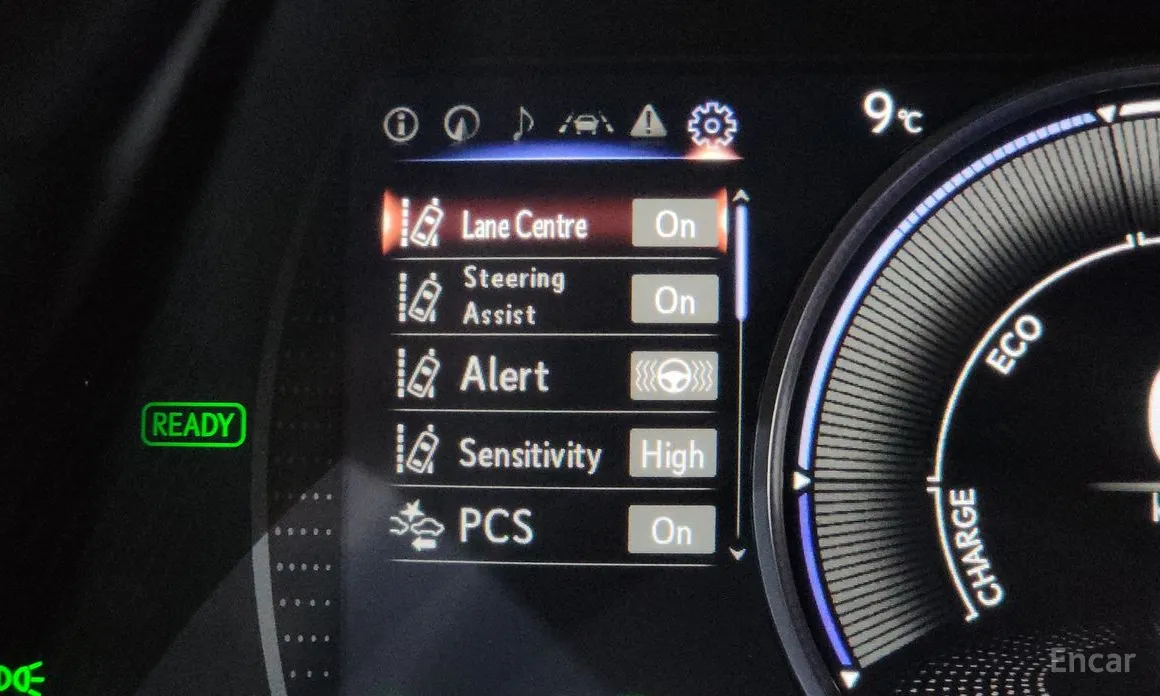 9°C
Lane Centre On
Steering
Assist
On
Alert
Sensitivity High
PCS On
READY
ECO
CHARGE
Encar